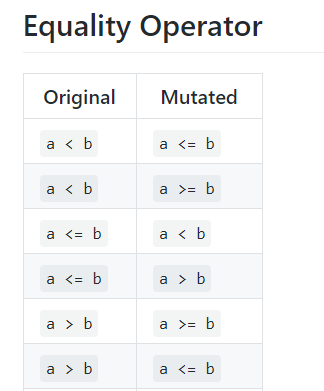 Equality Operator
Original Mutated
a < b a <= b
a < b a >= b
a <= b a < b
a <= b a > b
a > b a >= b
a > b a <= b